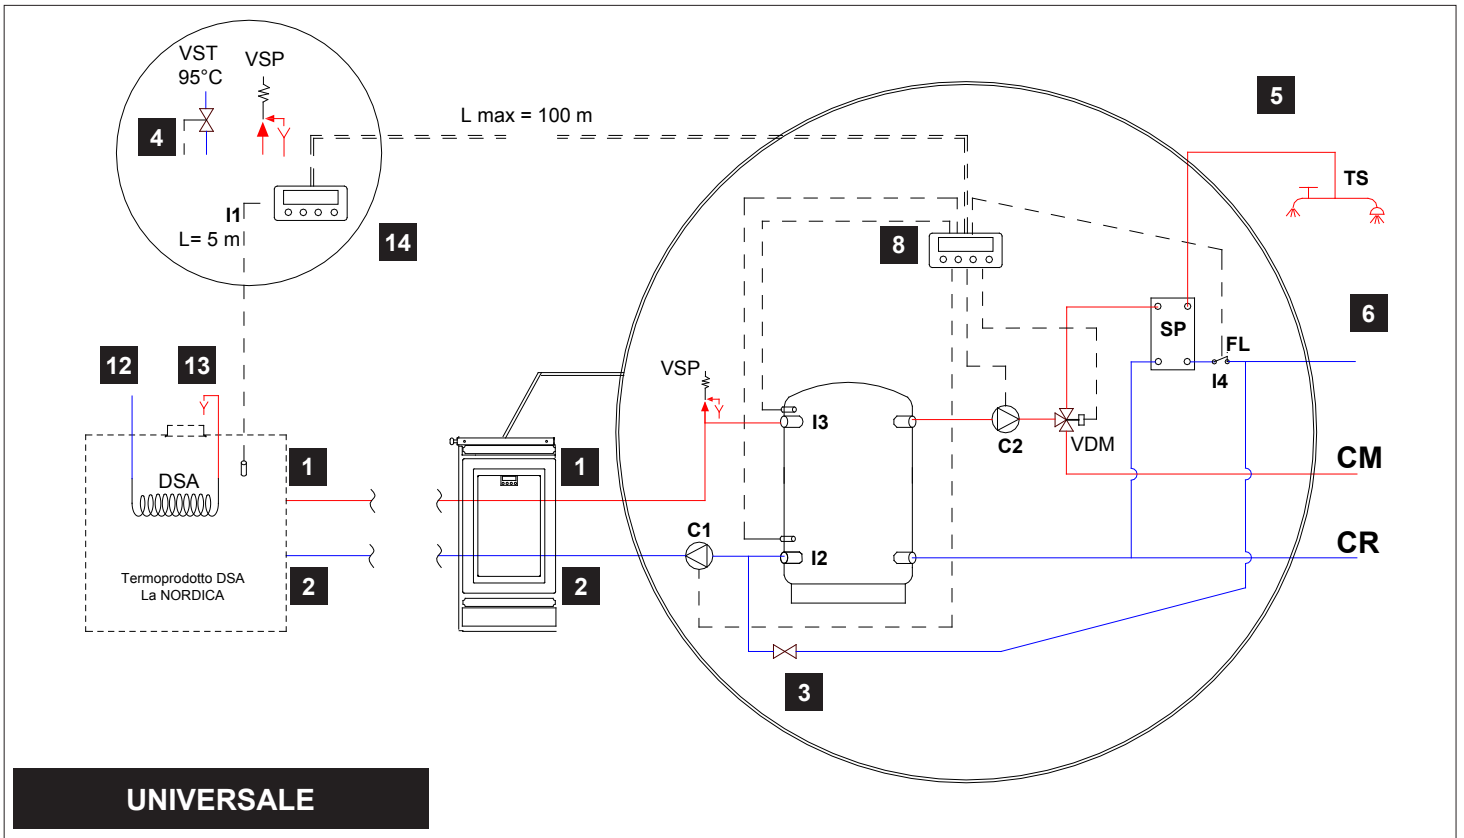 VST
95°C
VSP
4
L max = 100 m
5
TS
I1
L= 5 m
14
8
6
SP
FL
I4
12
13
VSP
DSA
1
1
I3
C2
VDM
CM
C1
I2
CR
Termoprodotto DSA
La NORDICA
2
2
3
UNIVERSALE